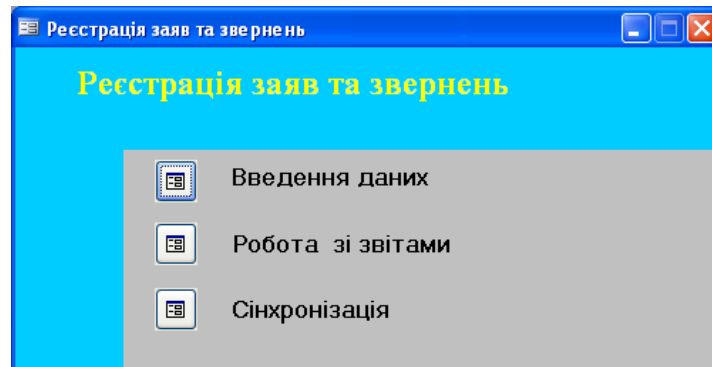 Реєстрація заяв та звернень
Реєстрація заяв та звернень
Введення даних
Робота зі звітами
Сінхронізація